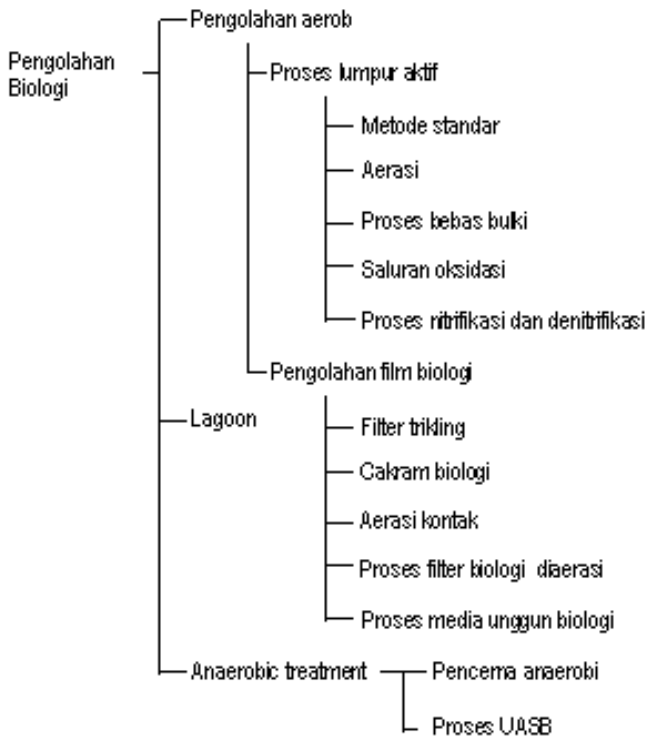 Pengolahan aerob
Pengolahan
Biologi
Proses lumpur aktif
Metode standar
Aerasi
Proses bebas bulki
Saluran oksidasi
Proses nitrifikasi dan denitrifikasi
Pengolahan film biologi
Lagoon
Filter trikling
Cakram biologi
Aerasi kontak
Proses filter biologi diaerasi
Proses media unggun biologi
Anaerobic treatment
Pencerna anaerobi
Proses UASB